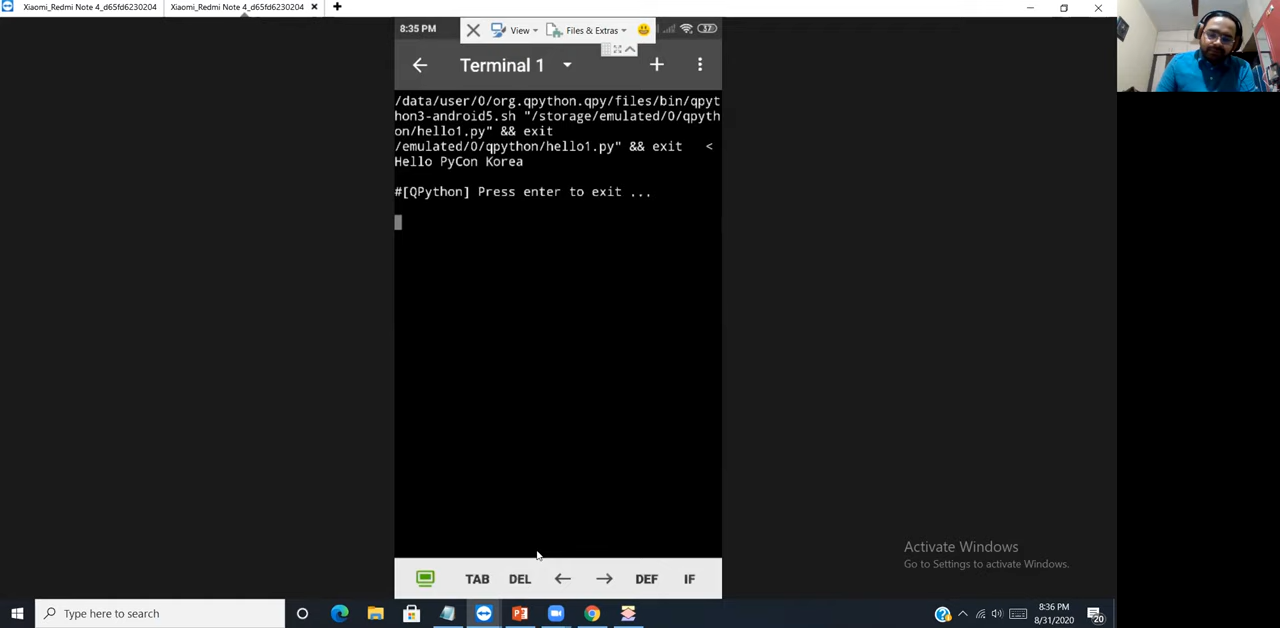 Xiaomi_Redmi Note 4_d65fd6230204
Xiaomi_Redmi Note 4_d65fd6230204
8:35 PM
View
Files & Extras
37
Terminal 1
/data/user/0/org.qpython.qpy/files/bin/qpyt
hon3-android5.sh "/storage/emulated/0/qpyth
on/hello1.py" && exit
/emulated/0/qpython/hello1.py" && exit <
Hello PyCon Korea
#[QPython] Press enter to exit ...
Activate Windows
Go to Settings to activate Windows.
TAB DEL ← → DEF IF
Type here to search
8:36 PM
8/31/2020
20